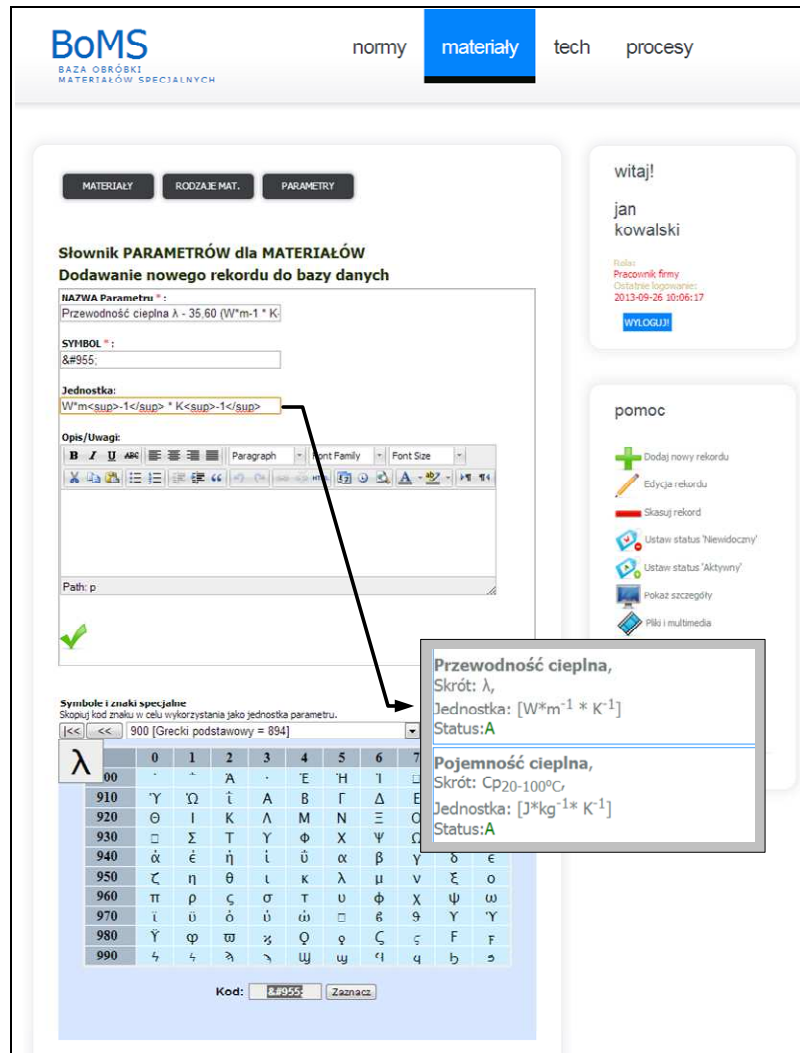 BoMS
BAZA OBRÓBKI
MATERIAŁÓW SPECJALNYCH
normy materiały tech procesy
MATERIAŁY RODZAJE MAT. PARAMETRY
Słownik PARAMETRÓW dla MATERIAŁÓW
Dodawanie nowego rekordu do bazy danych
NAZWA Parametru * :
Przewodność cieplna λ - 35,60 (W*m-1 * K-
SYMBOL * :
&#955;
Jednostka:
W*m<sup>-1</sup> * K<sup>-1</sup>
Opis/Uwagi:
B I U ABC Paragraph Font Family Font Size
HTML
Path: p
Symbole i znaki specjalne
Skopiuj kod znaku w celu wykorzystania jako jednostka parametru.
|<< << 900 [Grecki podstawowy = 894]
λ
0 1 2 3 4 5 6 7
00 Ά · Έ Ή Ί
910 Ύ Ώ ΐ Α Β Γ Δ Ε
920 Θ Ι Κ Λ Μ Ν Ξ Ο
930 □ Σ Τ Υ Φ Χ Ψ Ω
940 ά έ ή ί ΰ α β γ δ ε
950 ζ η θ ι κ λ μ ν ξ ο
960 π ρ ς σ τ υ φ χ ψ ω
970 ϊ ϋ ό ύ ώ □ ϐ ϑ ϒ ϓ
980 ϔ ϕ ϖ ϗ Ϙ ϙ Ϛ ϛ Ϝ ϝ
990 Ϟ ϟ Ϡ ϡ Ϣ ϣ Ϥ ϥ Ϧ ϧ
Kod: &#955; Zaznacz
witaj!
jan
kowalski
Rola:
Pracownik firmy
Ostatnie logowanie:
2013-09-26 10:06:17
WYLOGUJ!
pomoc
Dodaj nowy rekordu
Edycja rekordu
Skasuj rekord
Ustaw status 'Niewidoczny'
Ustaw status 'Aktywny'
Pokaż szczegóły
Pliki i multimedia
Przewodność cieplna,
Skrót: λ,
Jednostka: [W*m-1 * K-1]
Status:A
Pojemność cieplna,
Skrót: Cp20-100ºC,
Jednostka: [J*kg-1* K-1]
Status:A